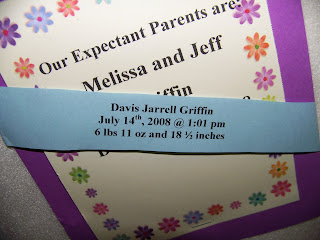 Our Expectant Parents are:
Melissa and Jeff
Griffin
Davis Jarrell Griffin
July 14th, 2008 @ 1:01 pm
6 lbs 11 oz and 18 ½ inches